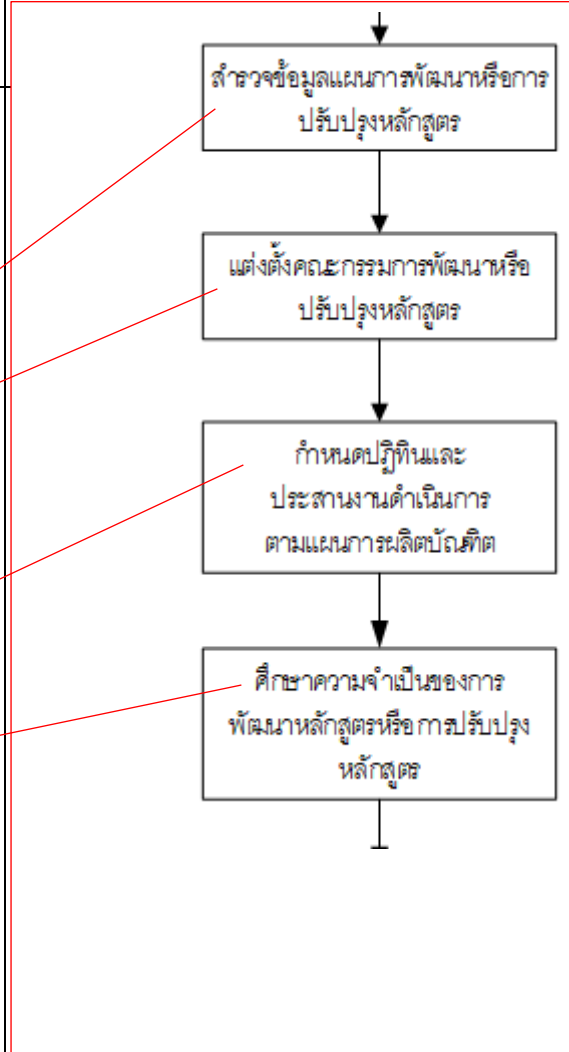 สำรวจข้อมูลแผนการพัฒนาหรือการ
ปรับปรุงหลักสูตร
แต่งตั้งคณะกรรมการพัฒนาหรือ
ปรับปรุงหลักสูตร
กำหนดปฏิทินและ
ประสานงานดำเนินการ
ตามแผนการผลิตบัณฑิต
ศึกษาความจำเป็นของการ
พัฒนาหลักสูตรหรือการปรับปรุง
หลักสูตร